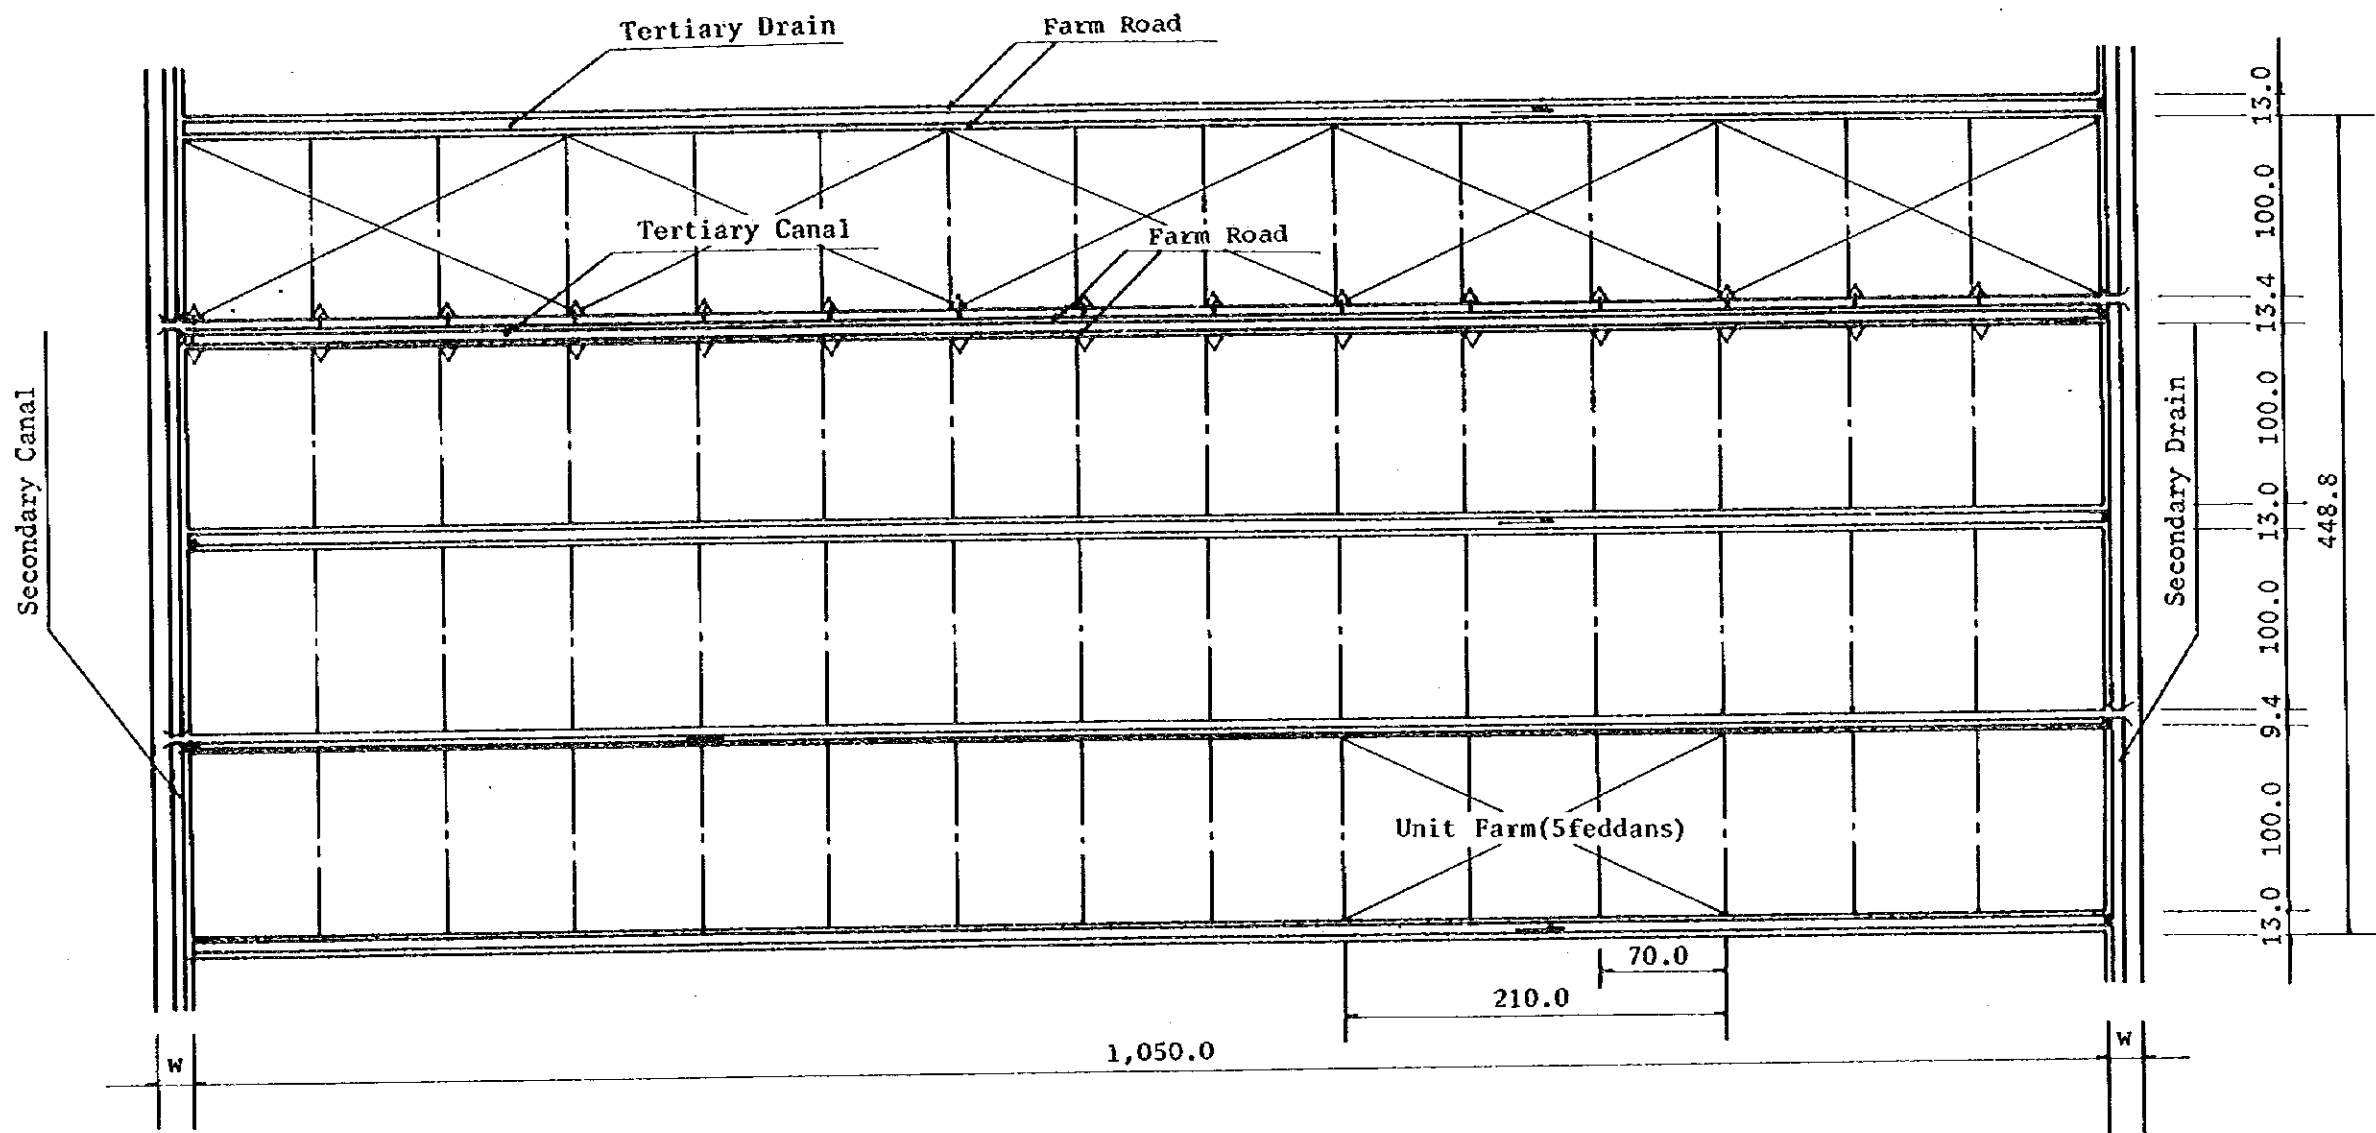 Tertiary Drain
Farm Road
Tertiary Canal
Farm Road
Secondary Canal
Secondary Drain
Unit Farm(5feddans)
13.0
100.0
13.4
100.0
13.0
100.0
9.4
100.0
13.0
448.8
70.0
210.0
1,050.0
W
W